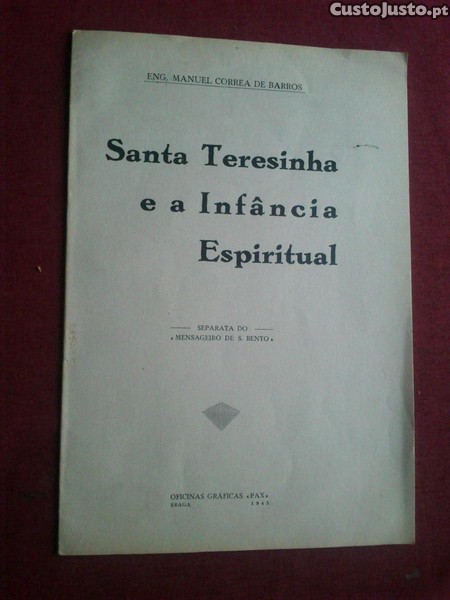 CustoJusto.pt
ENG. MANUEL CORREA DE BARROS
Santa Teresinha
e a Infância
Espiritual
SEPARATA DO
«MENSAGEIRO DE S. BENTO»
OFICINAS GRÁFICAS «PAX»
BRAGA 1945